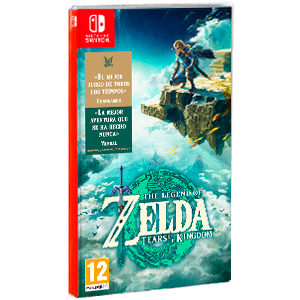 NINTENDO
SWITCH
«EL MEJOR
JUEGO DE TODOS
LOS TIEMPOS»
«LA MEJOR
AVENTURA QUE
SE HA HECHO
NUNCA»
VANDAL
THE LEGEND OF
ZELDA
TEARS OF THE KINGDOM
12